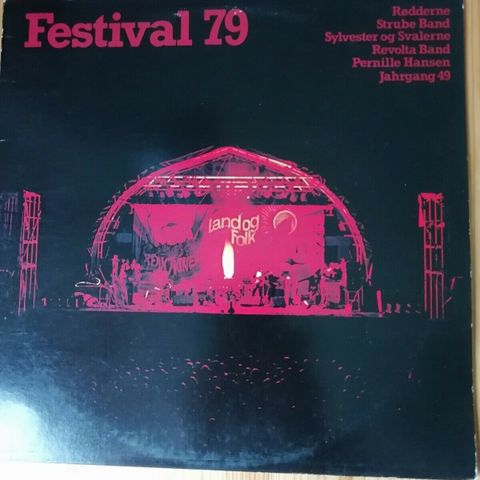 Festival 79
Rødderne
Strube Band
Sylvester og Svalerne
Revolta Band
Pernille Hansen
Jahrgang 49
Land og
Folk